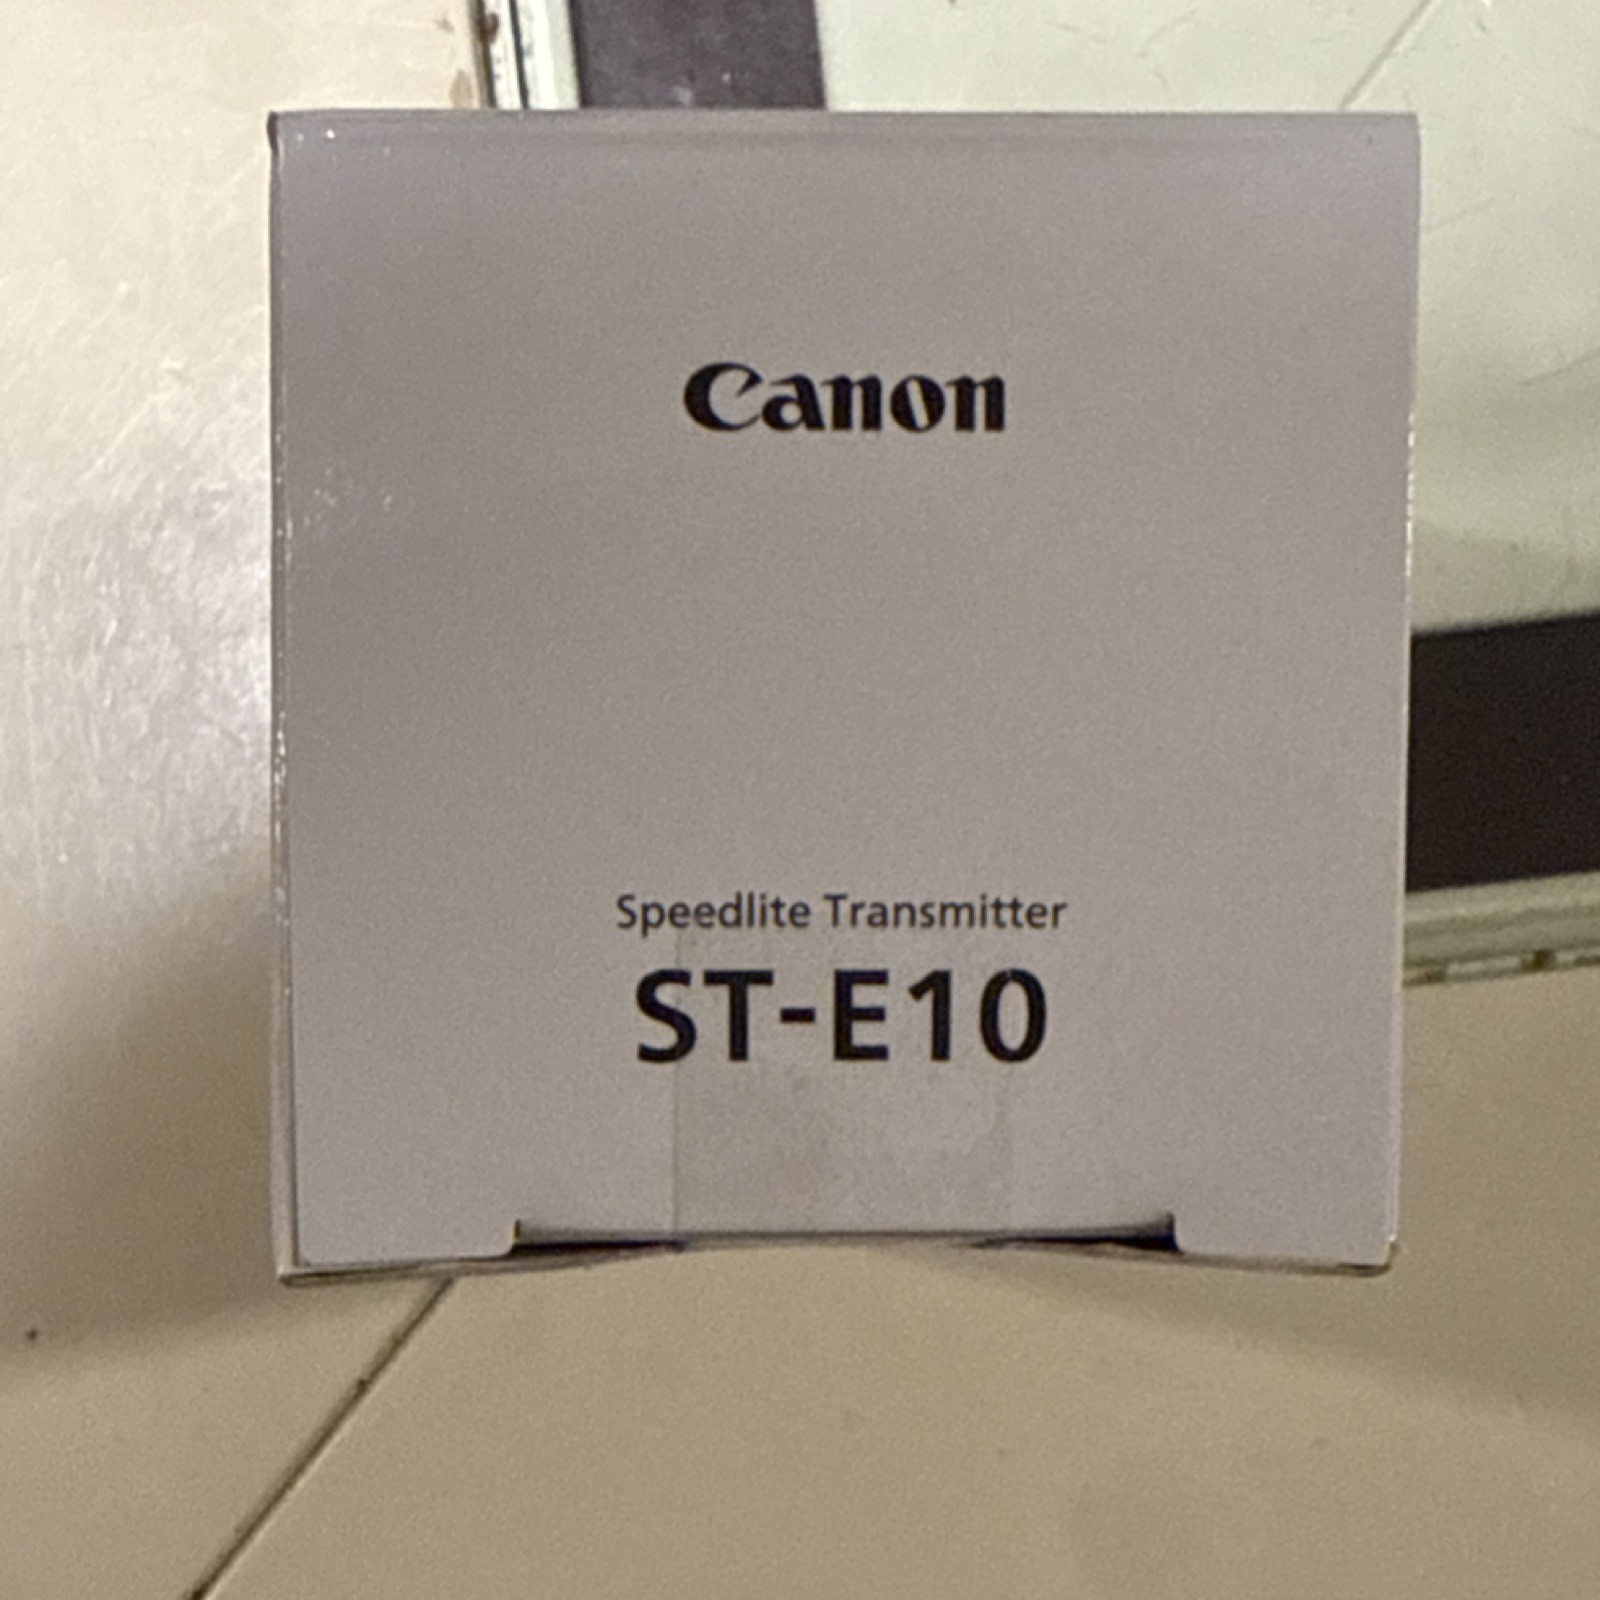 Canon
Speedlite Transmitter
ST-E10